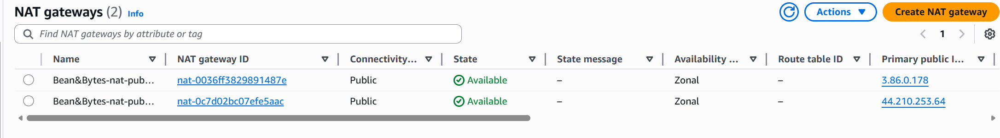 NAT gateways (2) Info
Actions
Create NAT gateway
Find NAT gateways by attribute or tag
1
Name NAT gateway ID Connectivity... State State message Availability ... Route table ID Primary public I...
Bean&Bytes-nat-pub... nat-0036ff3829891487e Public Available – Zonal – 3.86.0.178
Bean&Bytes-nat-pub... nat-0c7d02bc07efe5aac Public Available – Zonal – 44.210.253.64